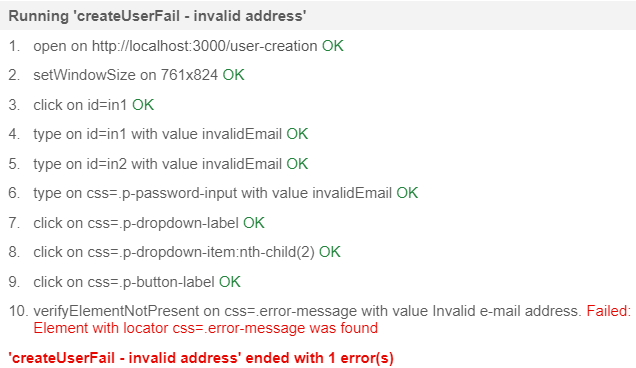 Running 'createUserFail - invalid address'
1. open on http://localhost:3000/user-creation OK
2. setWindowSize on 761x824 OK
3. click on id=in1 OK
4. type on id=in1 with value invalidEmail OK
5. type on id=in2 with value invalidEmail OK
6. type on css=.p-password-input with value invalidEmail OK
7. click on css=.p-dropdown-label OK
8. click on css=.p-dropdown-item:nth-child(2) OK
9. click on css=.p-button-label OK
10. verifyElementNotPresent on css=.error-message with value Invalid e-mail address. Failed:
Element with locator css=.error-message was found
'createUserFail - invalid address' ended with 1 error(s)